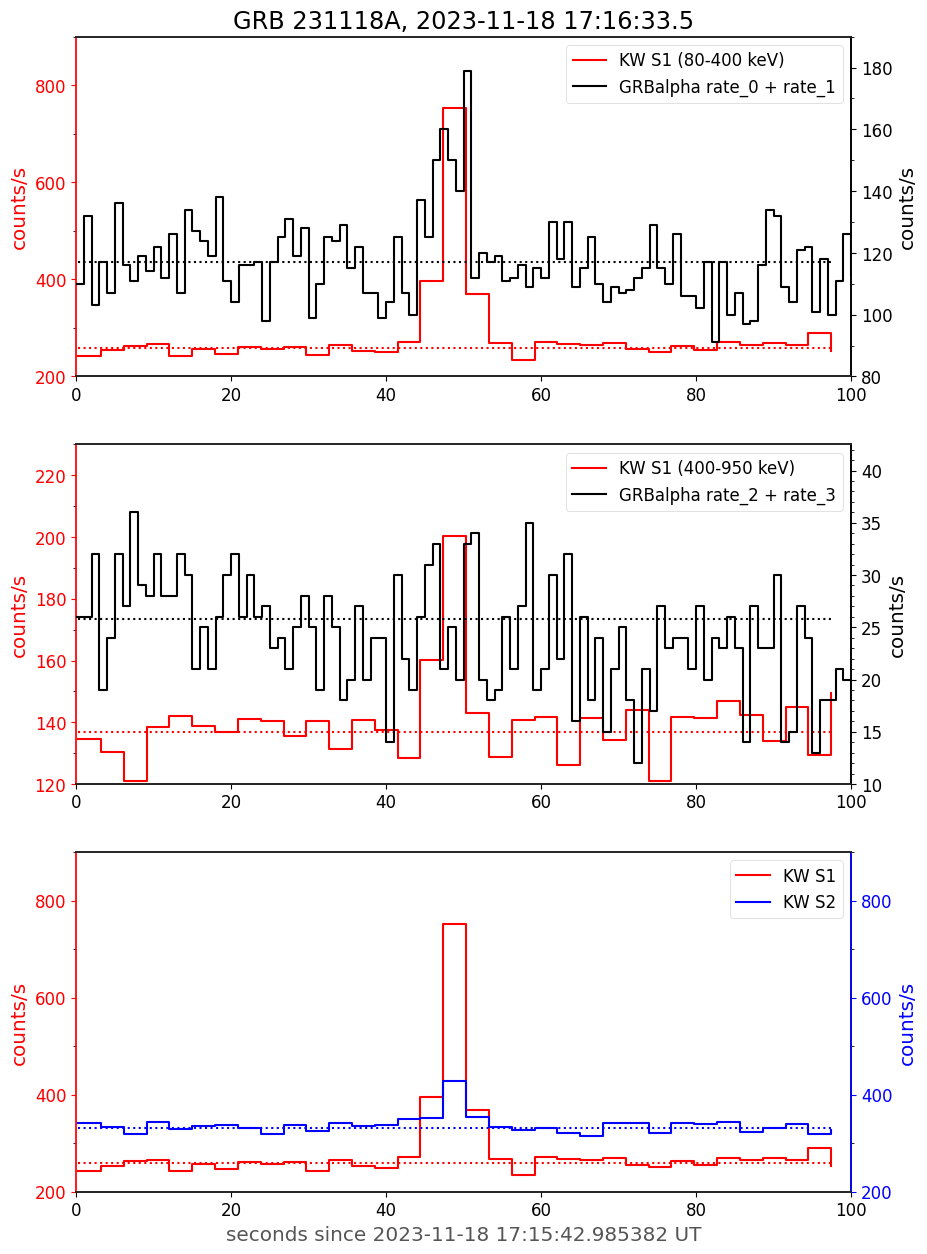 GRB 231118A, 2023-11-18 17:16:33.5
KW S1 (80-400 keV)
GRBalpha rate_0 + rate_1
counts/s
counts/s
800
600
400
200
180
160
140
120
100
80
0 20 40 60 80 100
KW S1 (400-950 keV)
GRBalpha rate_2 + rate_3
counts/s
counts/s
220
200
180
160
140
120
40
35
30
25
20
15
10
0 20 40 60 80 100
KW S1
KW S2
counts/s
counts/s
800
600
400
200
800
600
400
200
0 20 40 60 80 100
seconds since 2023-11-18 17:15:42.985382 UT